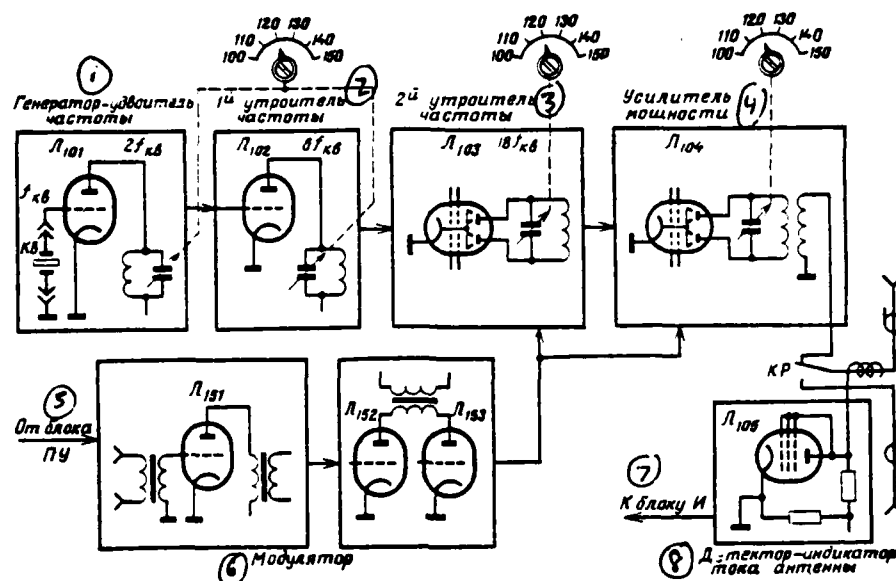 100 110 120 130 140 150
100 110 120 130 140 150
100 110 120 130 140 150
1
2
3
4
Генератор-удвоитель
частоты
1й утроитель
частоты
2й утроитель
частоты
Усилитель
мощности
Л101 2fкв
Л102 8fкв
Л103 18fкв
Л104
fкв
КВ
5
От блока
ПУ
Л151
Л152
Л153
КР
Л105
7
К блоку И
6 Модулятор
8 Детектор-индикатор
тока антенны